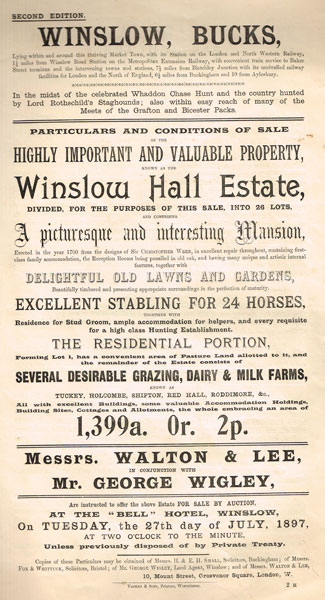 SECOND EDITION.
WINSLOW, BUCKS,
Lying within and around this thriving Market Town, with its Station on the London and North Western Railway,
1½ miles from Winslow Road Station on the Metropolitan Extension Railway, with convenient train service to Baker
Street terminus and the intervening towns and stations, 7½ miles from Bletchley Junction with its unrivalled railway
facilities for London and the North of England, 6½ miles from Buckingham and 10 from Aylesbury.
In the midst of the celebrated Whaddon Chase Hunt and the country hunted
by Lord Rothschild's Staghounds; also within easy reach of many of the
Meets of the Grafton and Bicester Packs.
PARTICULARS AND CONDITIONS OF SALE
OF THE
HIGHLY IMPORTANT AND VALUABLE PROPERTY,
KNOWN AS THE
Winslow Hall Estate,
DIVIDED, FOR THE PURPOSES OF THIS SALE, INTO 26 LOTS,
AND COMPRISING
A picturesque and interesting Mansion,
Erected in the year 1700 from the designs of Sir CHRISTOPHER WREN, in excellent repair throughout, containing first-
class family accommodation, the Reception Rooms being panelled in old oak, and having many unique and artistic internal
features, together with
DELIGHTFUL OLD LAWNS AND GARDENS,
Beautifully timbered and presenting appropriate surroundings in the perfection of maturity.
EXCELLENT STABLING FOR 24 HORSES,
TOGETHER WITH
Residence for Stud Groom, ample accommodation for helpers, and every requisite
for a high class Hunting Establishment.
THE RESIDENTIAL PORTION,
Forming Lot 1, has a convenient area of Pasture Land allotted to it, and
the remainder of the Estate consists of
SEVERAL DESIRABLE GRAZING, DAIRY & MILK FARMS,
KNOWN AS
TUCKEY, HOLCOMBE, SHIPTON, RED HALL, RODDIMORE, &c.,
All with excellent Buildings, some valuable Accommodation Holdings,
Building Sites, Cottages and Allotments, the whole embracing an area of
1,399a. 0r. 2p.
Messrs. WALTON & LEE,
IN CONJUNCTION WITH
Mr. GEORGE WIGLEY,
Are instructed to offer the above Estate FOR SALE BY AUCTION,
AT THE "BELL" HOTEL, WINSLOW,
On TUESDAY, the 27th day of JULY, 1897,
AT TWO O'CLOCK TO THE MINUTE,
Unless previously disposed of by Private Treaty.
Copies of these Particulars may be obtained of Messrs. H. & E. H. SMALL, Solicitors, Buckingham; of Messrs.
FOX & WHITTUCK, Solicitors, Bristol; of Mr. GEORGE WIGLEY, Land Agent, Winslow; and of Messrs. WALTON & LEE,
10, Mount Street, Grosvenor Square, London, W.